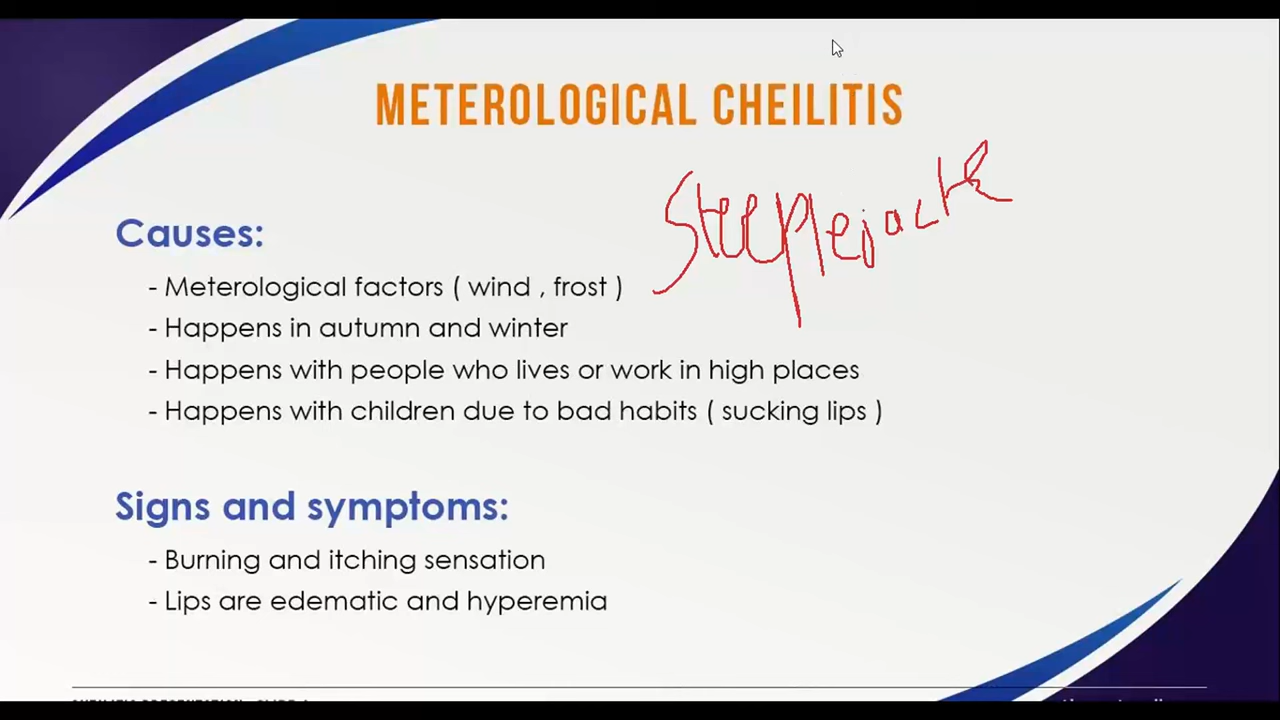 METEROLOGICAL CHEILITIS
Steeplejack
Causes:
- Meterological factors ( wind , frost )
- Happens in autumn and winter
- Happens with people who lives or work in high places
- Happens with children due to bad habits ( sucking lips )
Signs and symptoms:
- Burning and itching sensation
- Lips are edematic and hyperemia